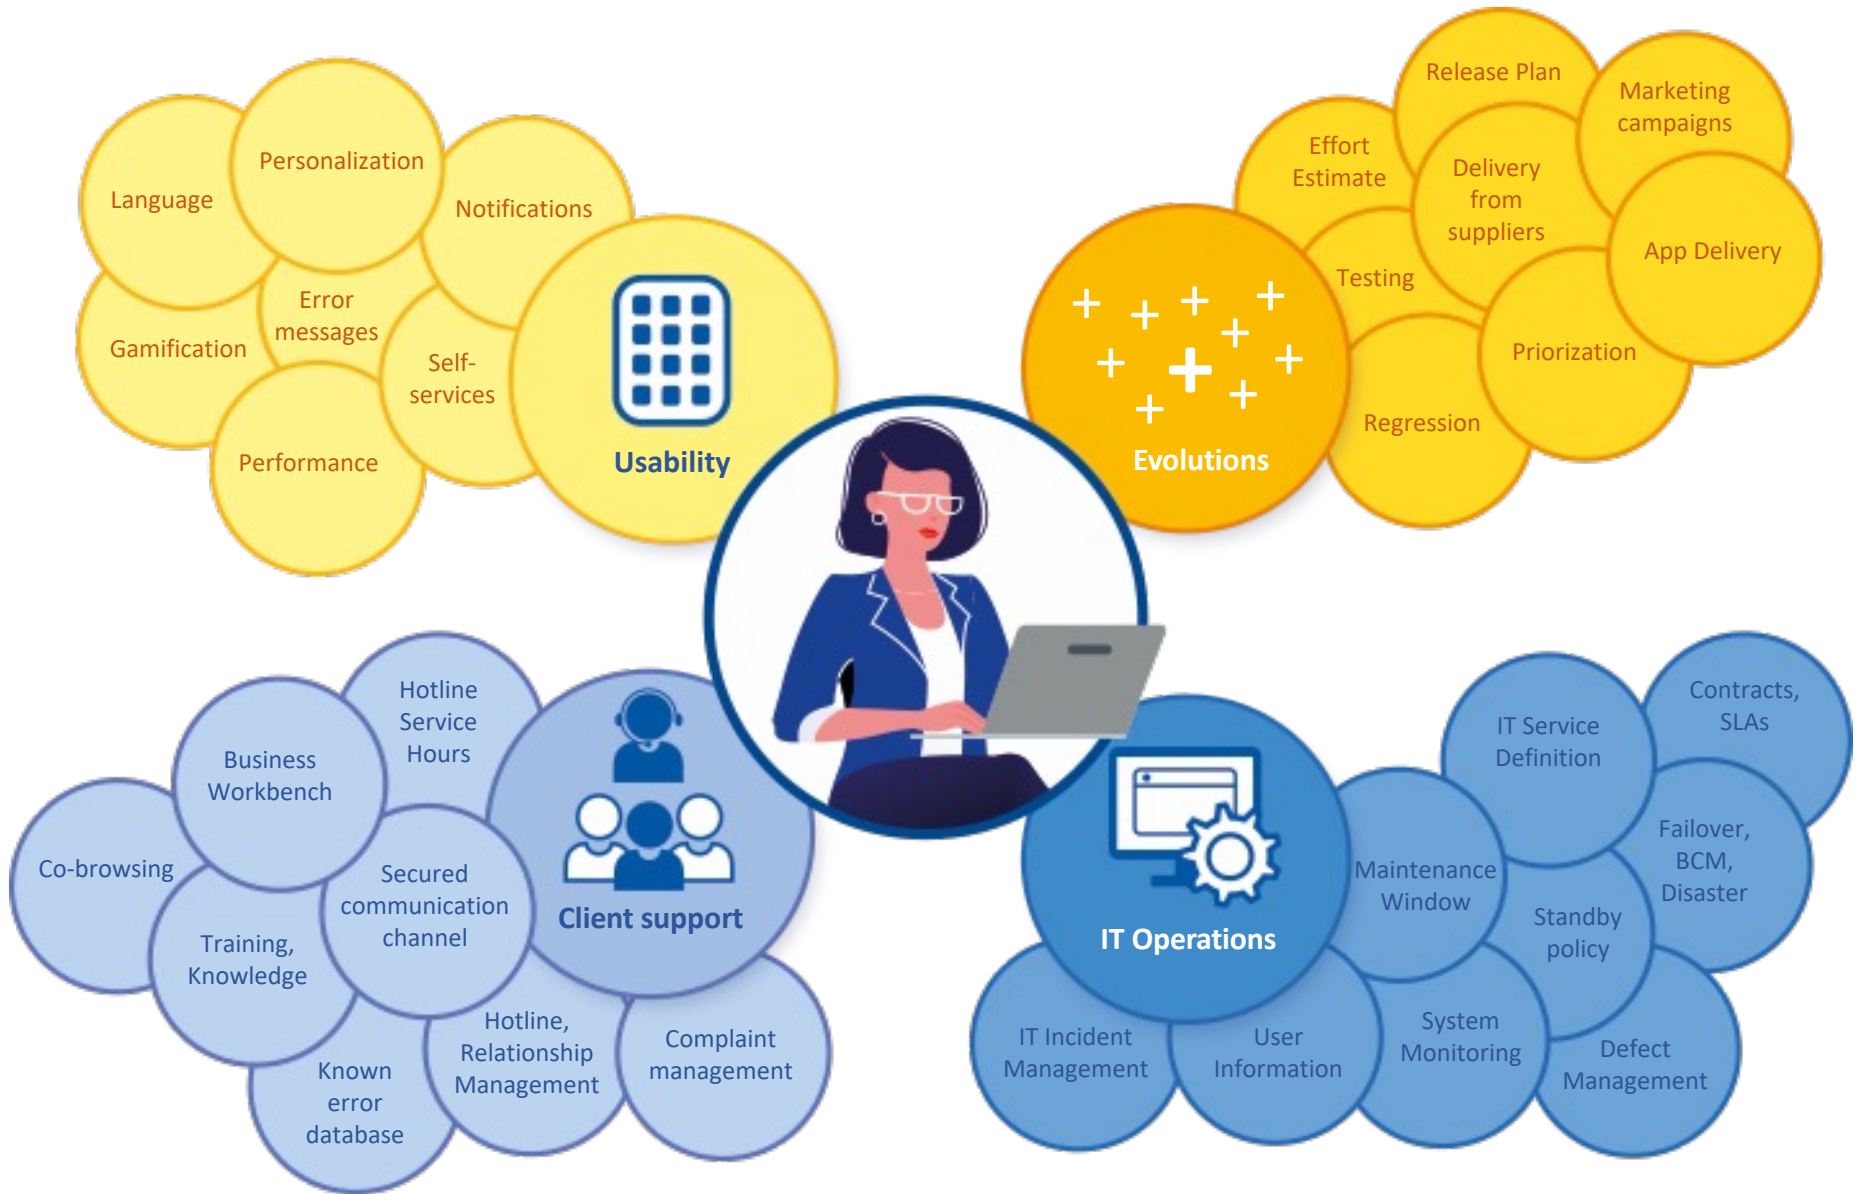 Language
Personalization
Notifications
Gamification
Error
messages
Self-
services
Performance
Usability
Release Plan
Marketing
campaigns
Effort
Estimate
Delivery
from
suppliers
App Delivery
Testing
Priorization
Regression
Evolutions
Hotline
Service
Hours
Business
Workbench
Co-browsing
Secured
communication
channel
Training,
Knowledge
Known
error
database
Hotline,
Relationship
Management
Complaint
management
Client support
Contracts,
SLAs
IT Service
Definition
Failover,
BCM,
Disaster
Maintenance
Window
Standby
policy
IT Incident
Management
User
Information
System
Monitoring
Defect
Management
IT Operations